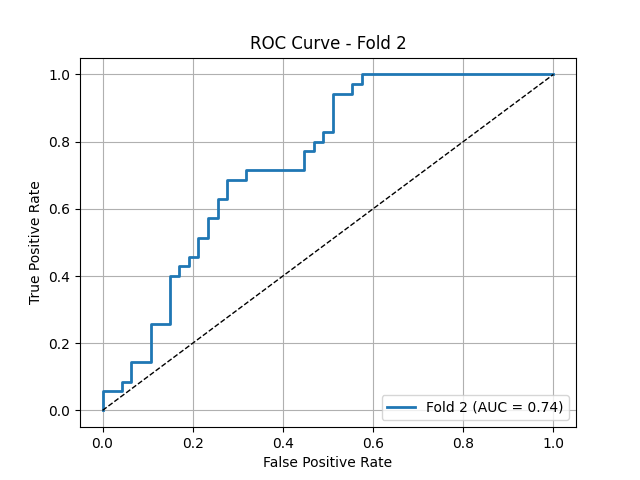 ROC Curve - Fold 2
True Positive Rate
1.0
0.8
0.6
0.4
0.2
0.0
Fold 2 (AUC = 0.74)
0.0 0.2 0.4 0.6 0.8 1.0
False Positive Rate